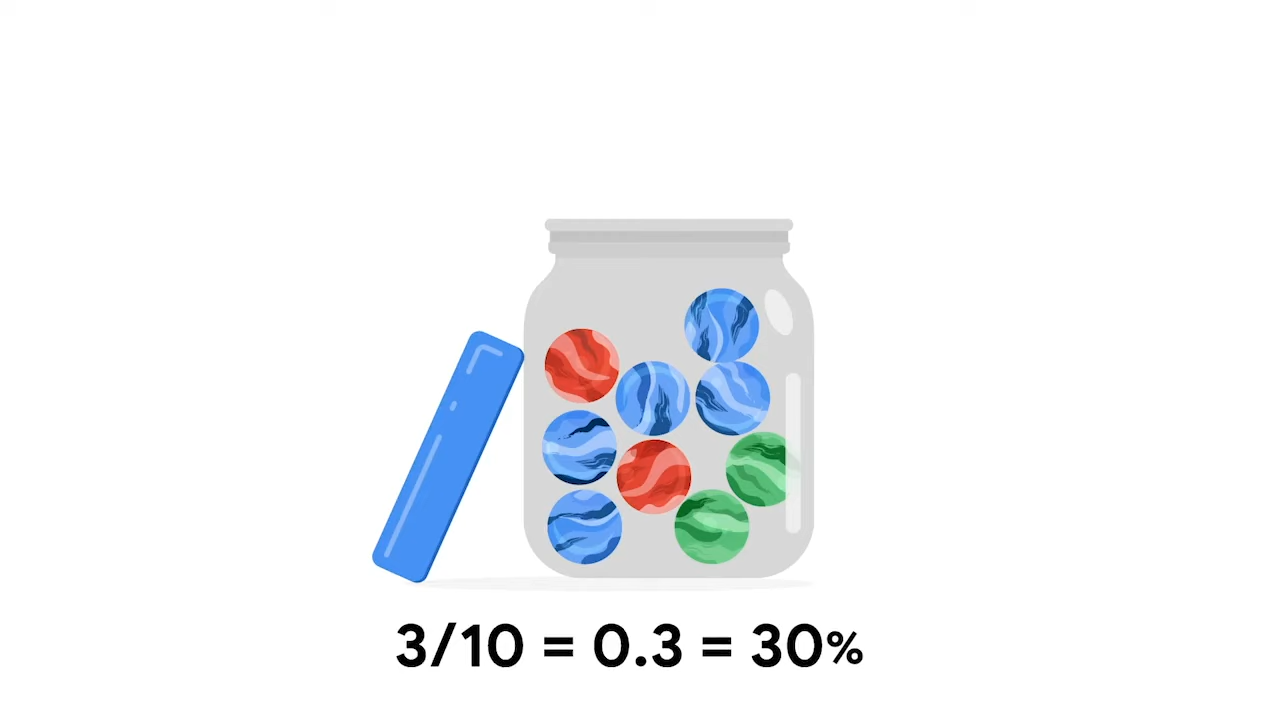 3/10 = 0.3 = 30%